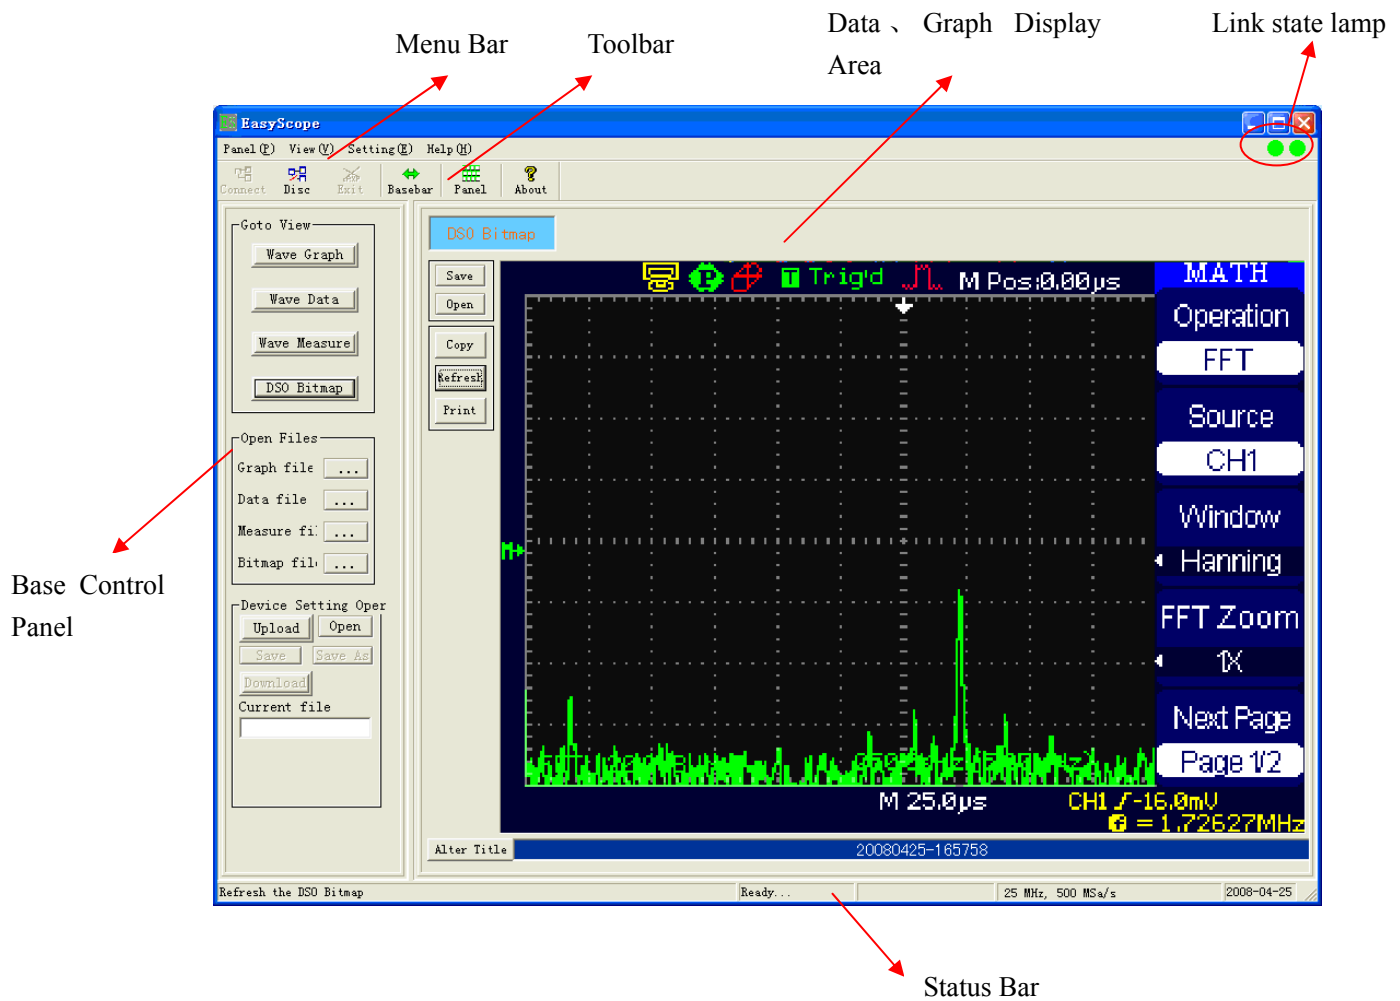 Data 、 Graph Display
Area
Link state lamp
Menu Bar
Toolbar
EasyScope
Panel(P) View(V) Setting(E) Help(H)
Connect Disc Exit Basebar Panel About
Goto View
Wave Graph
Wave Data
Wave Measure
DSO Bitmap
Open Files
Graph file ...
Data file ...
Measure fi ...
Bitmap fil ...
Device Setting Oper
Upload Open
Save Save As
Download
Current file
DSO Bitmap
Save
Open
Copy
Refresh
Print
P T Trig'd M Pos:0.00µs
M
MATH
Operation
FFT
Source
CH1
Window
Hanning
FFT Zoom
1X
Next Page
Page 1/2
M 25.0µs CH1 -16.0mV
f = 1.72627MHz
Alter Title 20080425-165758
Refresh the DSO Bitmap Ready... 25 MHz, 500 MSa/s 2008-04-25
Base Control
Panel
Status Bar